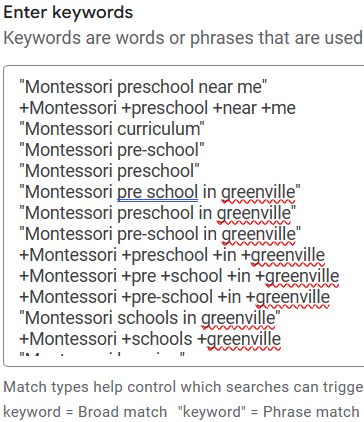 Enter keywords
Keywords are words or phrases that are used
"Montessori preschool near me"
+Montessori +preschool +near +me
"Montessori curriculum"
"Montessori pre-school"
"Montessori preschool"
"Montessori pre school in greenville"
"Montessori preschool in greenville"
"Montessori pre-school in greenville"
+Montessori +preschool +in +greenville
+Montessori +pre +school +in +greenville
+Montessori +pre-school +in +greenville
"Montessori schools in greenville"
+Montessori +schools +greenville
"Montessori
Match types help control which searches can trigge
keyword = Broad match "keyword" = Phrase match